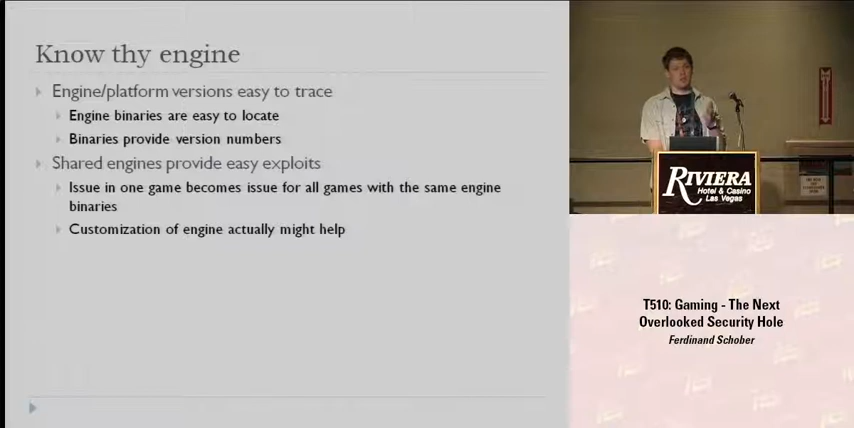 Know thy engine
Engine/platform versions easy to trace
Engine binaries are easy to locate
Binaries provide version numbers
Shared engines provide easy exploits
Issue in one game becomes issue for all games with the same engine
binaries
Customization of engine actually might help
RIVIERA
Hotel & Casino
Las Vegas
T510: Gaming - The Next
Overlooked Security Hole
Ferdinand Schober